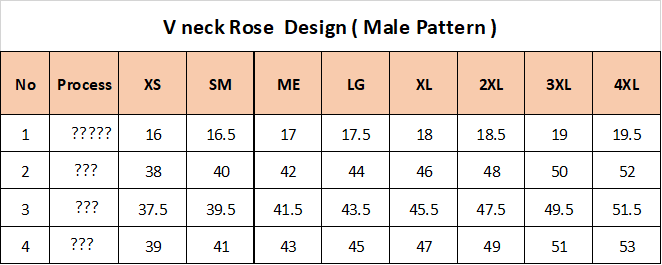 V neck Rose Design ( Male Pattern )
No Process XS SM ME LG XL 2XL 3XL 4XL
1 ????? 16 16.5 17 17.5 18 18.5 19 19.5
2 ??? 38 40 42 44 46 48 50 52
3 ??? 37.5 39.5 41.5 43.5 45.5 47.5 49.5 51.5
4 ??? 39 41 43 45 47 49 51 53